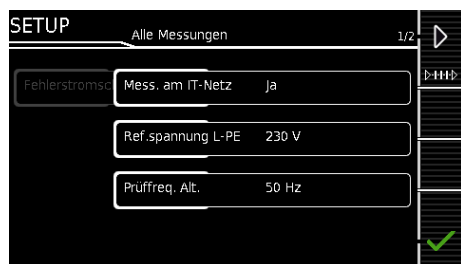 SETUP
Alle Messungen
1/2
Fehlerstromsc
Mess. am IT-Netz Ja
Ref.spannung L-PE 230 V
Prüffreq. Alt. 50 Hz